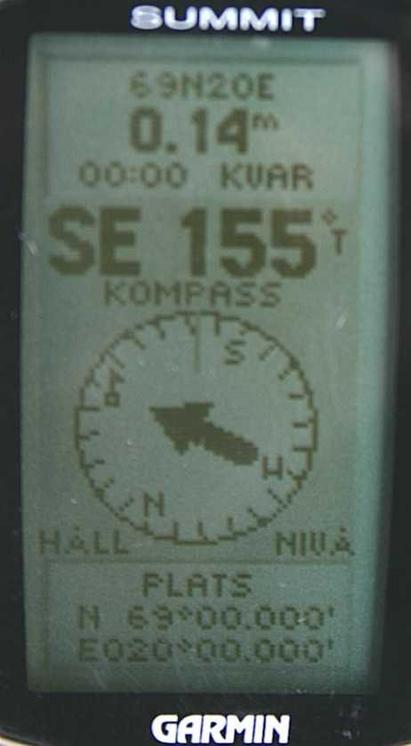 SUMMIT
69N20E
0.14m
00:00 KVAR
SE 155°T
KOMPASS
S
Ö
W
N
HÅLL NIVÅ
PLATS
N 69°00.000'
E020°00.000'
GARMIN